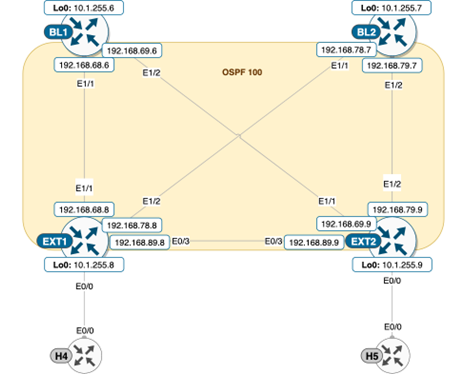 Lo0: 10.1.255.6
Lo0: 10.1.255.7
BL1
BL2
192.168.69.6
192.168.78.7
192.168.68.6
192.168.79.7
E1/2
OSPF 100
E1/1
E1/1
E1/2
E1/1
E1/2
E1/2
E1/1
192.168.68.8
192.168.79.9
192.168.78.8
192.168.69.9
EXT1
192.168.89.8
E0/3
E0/3
192.168.89.9
EXT2
Lo0: 10.1.255.8
Lo0: 10.1.255.9
E0/0
E0/0
E0/0
E0/0
H4
H5